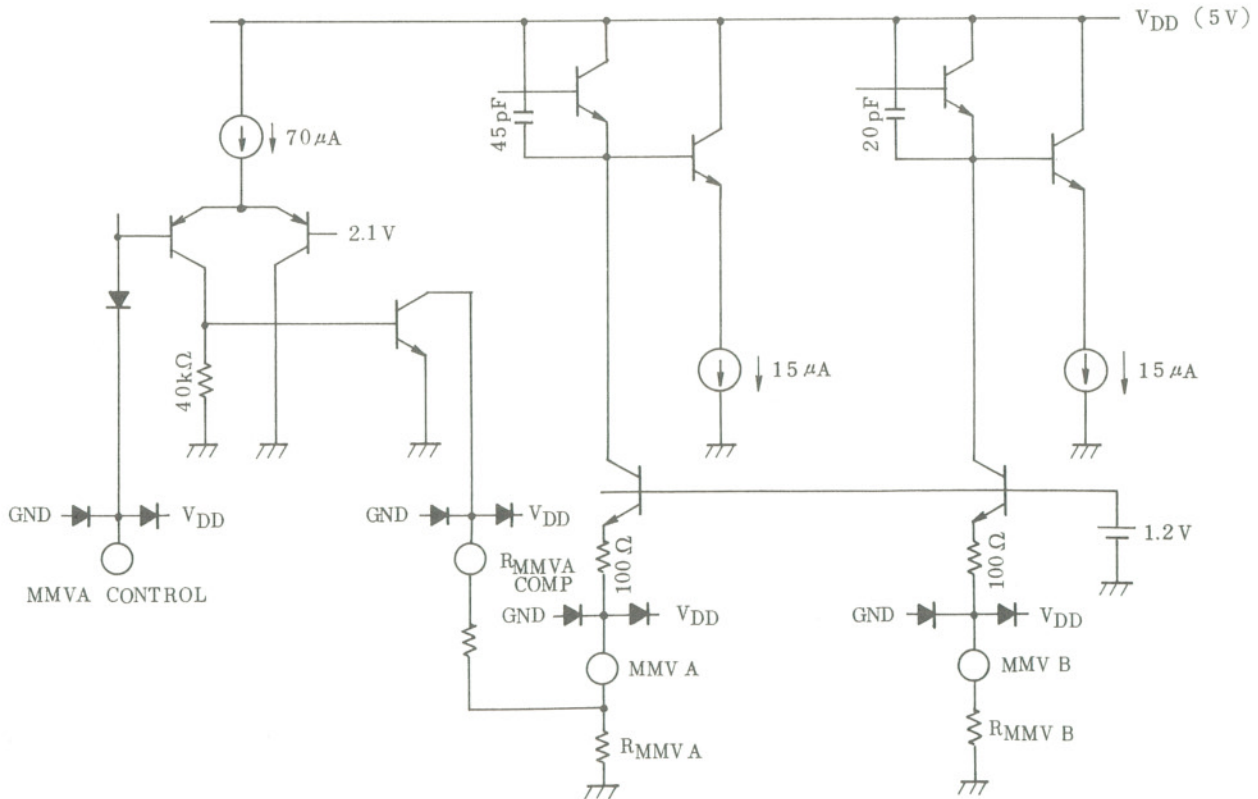 V_DD (5V)
70μA
45pF
20pF
2.1V
40kΩ
15μA
15μA
GND
V_DD
MMVA CONTROL
GND
V_DD
R_MMVA
COMP
100Ω
100Ω
1.2V
GND
V_DD
GND
V_DD
MMV A
MMV B
R_MMV A
R_MMV B